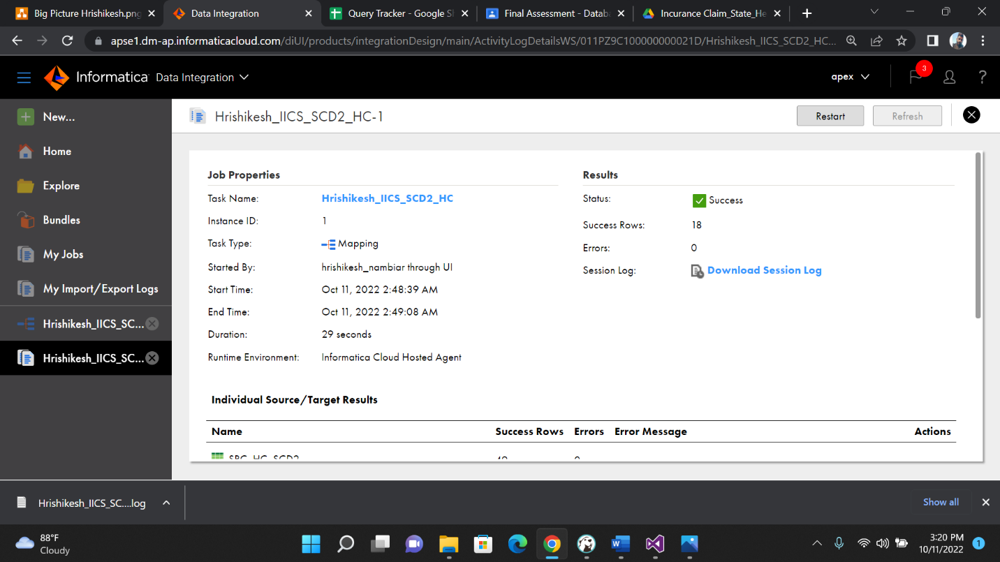 Big Picture Hrishikesh.png
Data Integration
Query Tracker - Google Sh
Final Assessment - Datab
Incurance Claim_State_He
apse1.dm-ap.informaticacloud.com/diUI/products/integrationDesign/main/ActivityLogDetailsWS/011PZ9C100000000021D/Hrishikesh_IICS_SCD2_HC...
Informatica Data Integration
apex
3
?
New...
Home
Explore
Bundles
My Jobs
My Import/Export Logs
Hrishikesh_IICS_SC...
Hrishikesh_IICS_SC...
Hrishikesh_IICS_SCD2_HC-1
Restart
Refresh
Job Properties
Task Name: Hrishikesh_IICS_SCD2_HC
Instance ID: 1
Task Type: Mapping
Started By: hrishikesh_nambiar through UI
Start Time: Oct 11, 2022 2:48:39 AM
End Time: Oct 11, 2022 2:49:08 AM
Duration: 29 seconds
Runtime Environment: Informatica Cloud Hosted Agent
Results
Status: Success
Success Rows: 18
Errors: 0
Session Log: Download Session Log
Individual Source/Target Results
Name Success Rows Errors Error Message Actions
SRC_HC_SCD2
Hrishikesh_IICS_SC....log
Show all
88°F
Cloudy
3:20 PM
10/11/2022
1